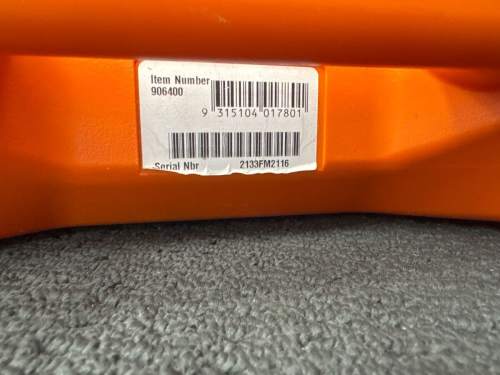 Item Number
906400
9 315104 017801
Serial Nbr 2133FM2116